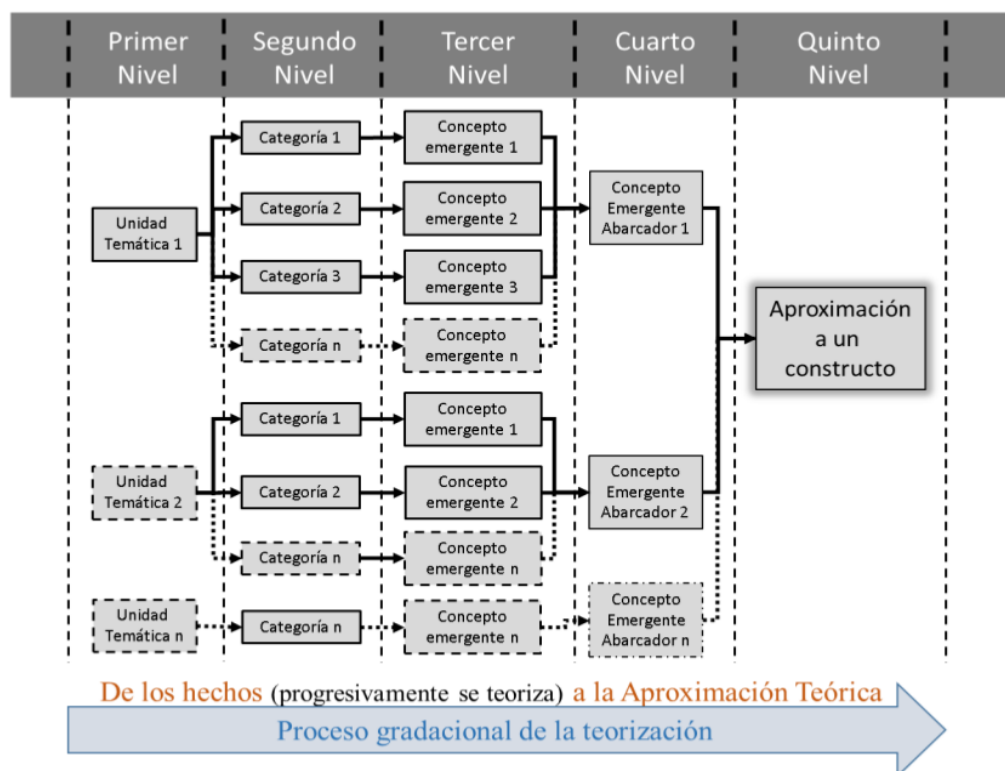 Primer
Nivel
Segundo
Nivel
Tercer
Nivel
Cuarto
Nivel
Quinto
Nivel
Unidad
Temática 1
Categoría 1
Concepto
emergente 1
Categoría 2
Concepto
emergente 2
Categoría 3
Concepto
emergente 3
Categoría n
Concepto
emergente n
Concepto
Emergente
Abarcador 1
Aproximación
a un
constructo
Unidad
Temática 2
Categoría 1
Concepto
emergente 1
Categoría 2
Concepto
emergente 2
Categoría n
Concepto
emergente n
Concepto
Emergente
Abarcador 2
Unidad
Temática n
Categoría n
Concepto
emergente n
Concepto
Emergente
Abarcador n
De los hechos (progresivamente se teoriza) a la Aproximación Teórica
Proceso gradacional de la teorización